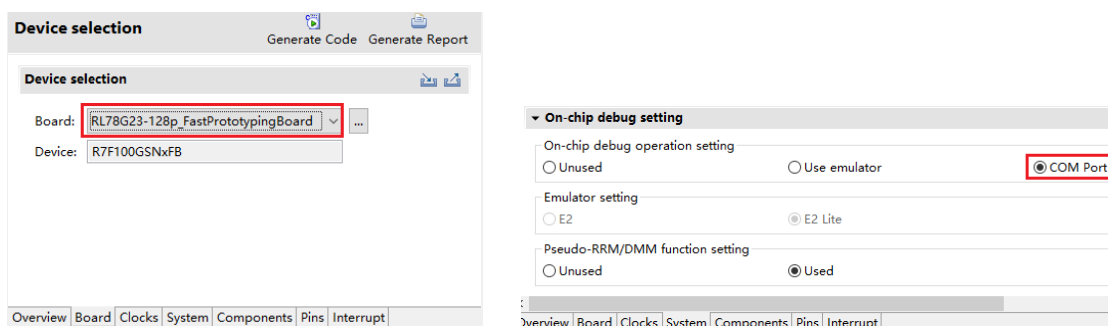 Device selection
Generate Code Generate Report
Device selection
Board: RL78G23-128p_FastPrototypingBoard ...
Device: R7F100GSNxFB
Overview Board Clocks System Components Pins Interrupt
On-chip debug setting
On-chip debug operation setting
Unused Use emulator COM Port
Emulator setting
E2 E2 Lite
Pseudo-RRM/DMM function setting
Unused Used
Overview Board Clocks System Components Pins Interrupt